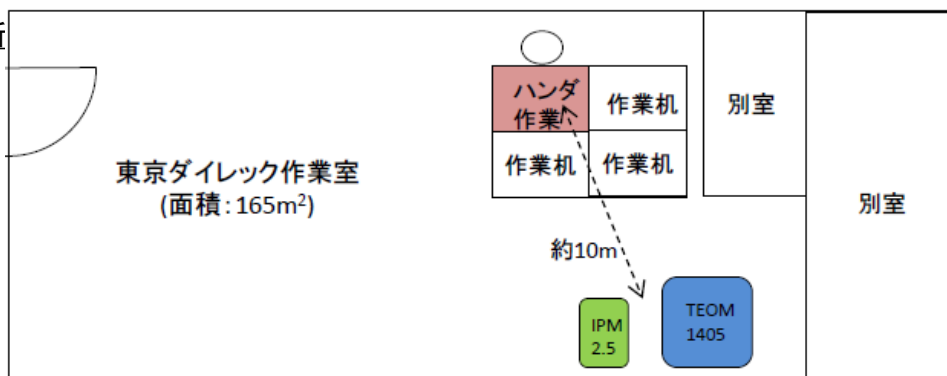 ハンダ
作業
作業机
別室
作業机
作業机
東京ダイレック作業室
(面積：165m²)
別室
約10m
IPM
2.5
TEOM
1405